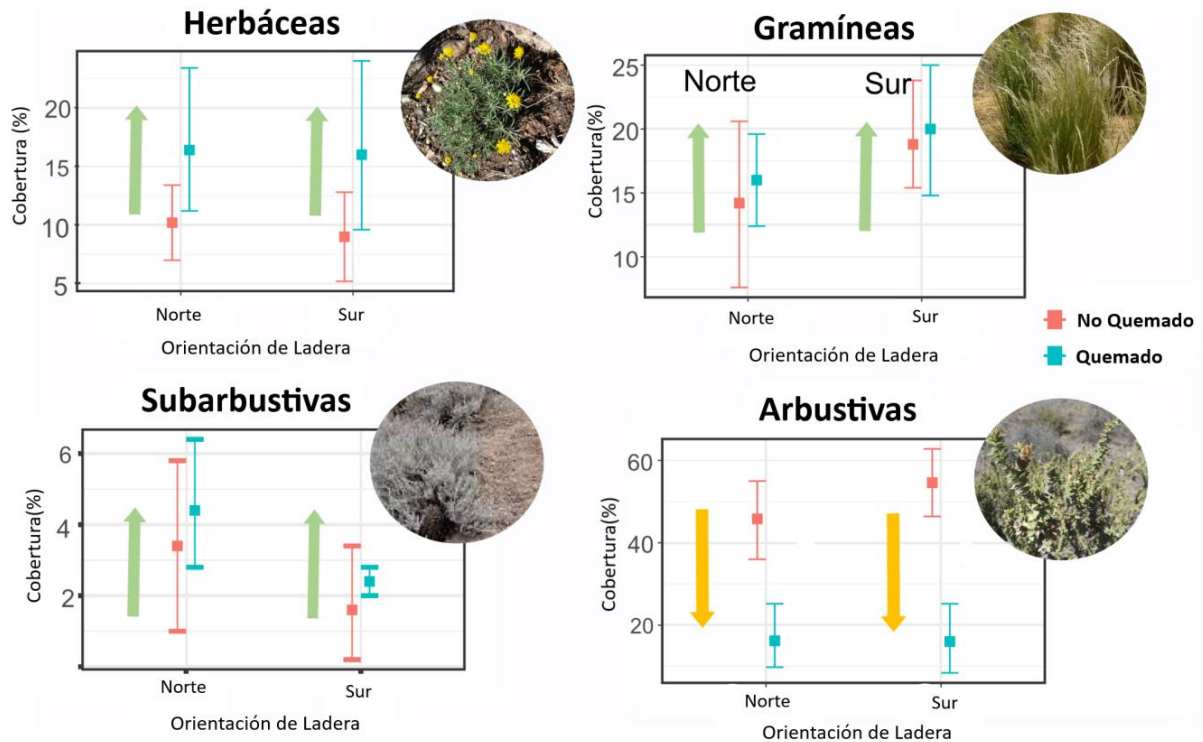 Herbáceas
Cobertura (%)
20
15
10
5
Norte
Sur
Orientación de Ladera
Gramíneas
Cobertura(%)
25
20
15
10
Norte
Sur
Norte
Sur
Orientación de Ladera
No Quemado
Quemado
Subarbustivas
Cobertura(%)
6
4
2
Norte
Sur
Orientación de Ladera
Arbustivas
Cobertura(%)
60
40
20
Norte
Sur
Orientación de Ladera